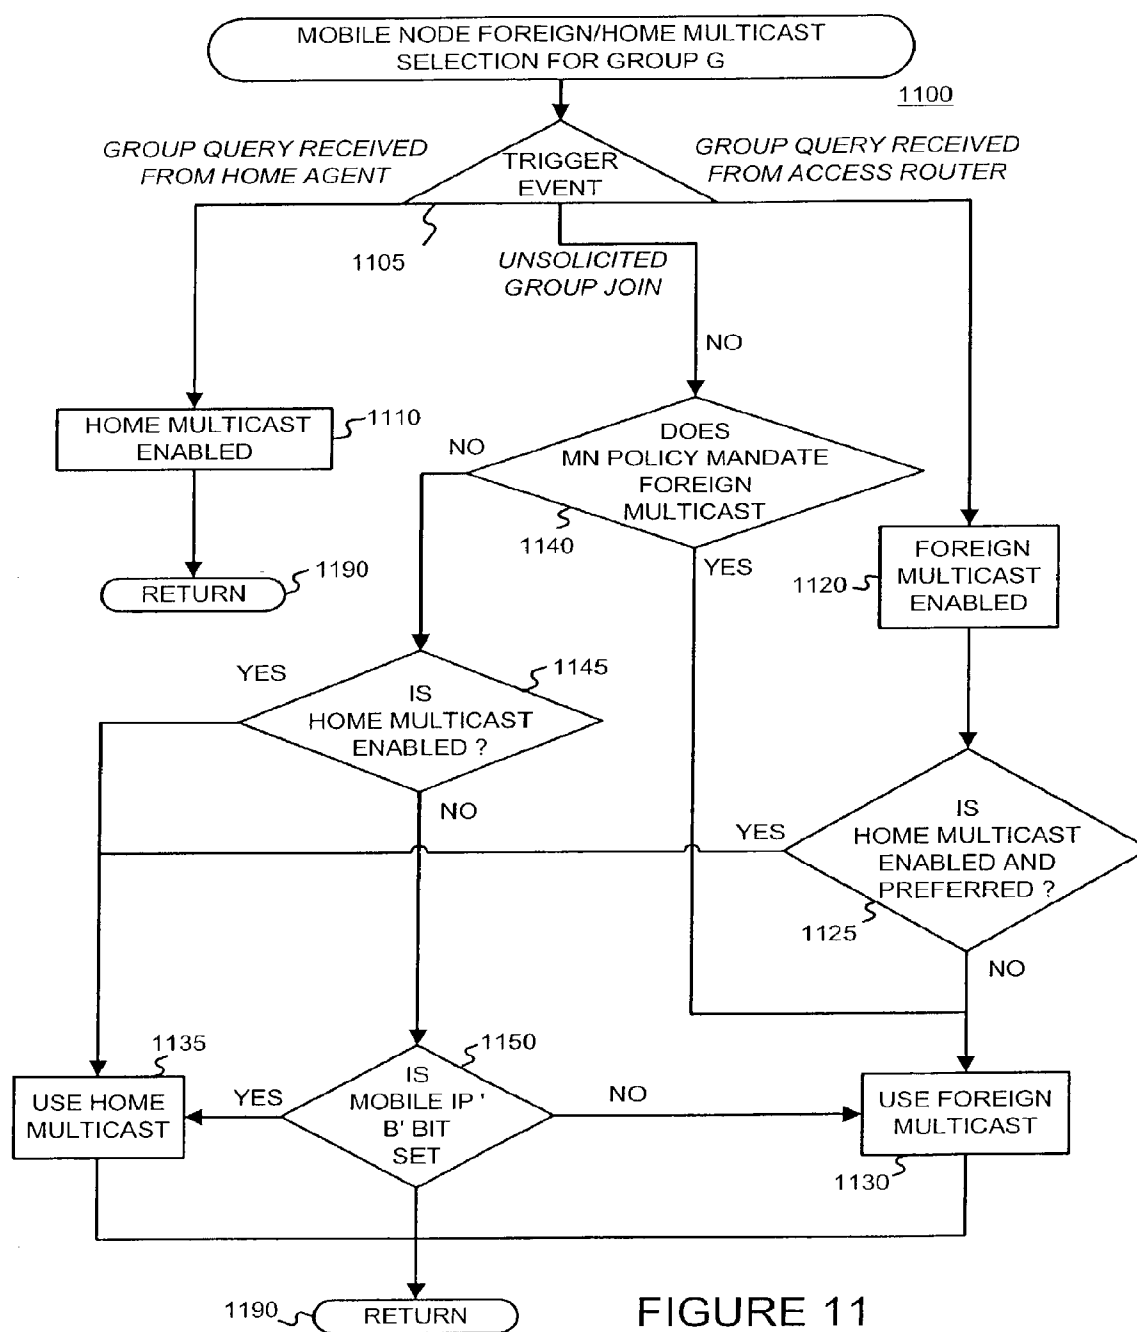 MOBILE NODE FOREIGN/HOME MULTICAST
SELECTION FOR GROUP G
1100
GROUP QUERY RECEIVED
FROM HOME AGENT
TRIGGER
EVENT
GROUP QUERY RECEIVED
FROM ACCESS ROUTER
1105
UNSOLICITED
GROUP JOIN
NO
HOME MULTICAST
ENABLED
1110
NO
DOES
MN POLICY MANDATE
FOREIGN
MULTICAST
1140
YES
FOREIGN
MULTICAST
ENABLED
1120
RETURN
1190
YES
1145
IS
HOME MULTICAST
ENABLED ?
NO
YES
IS
HOME MULTICAST
ENABLED AND
PREFERRED ?
1125
NO
1135
USE HOME
MULTICAST
YES
1150
IS
MOBILE IP '
B' BIT
SET
NO
USE FOREIGN
MULTICAST
1130
1190
RETURN
FIGURE 11